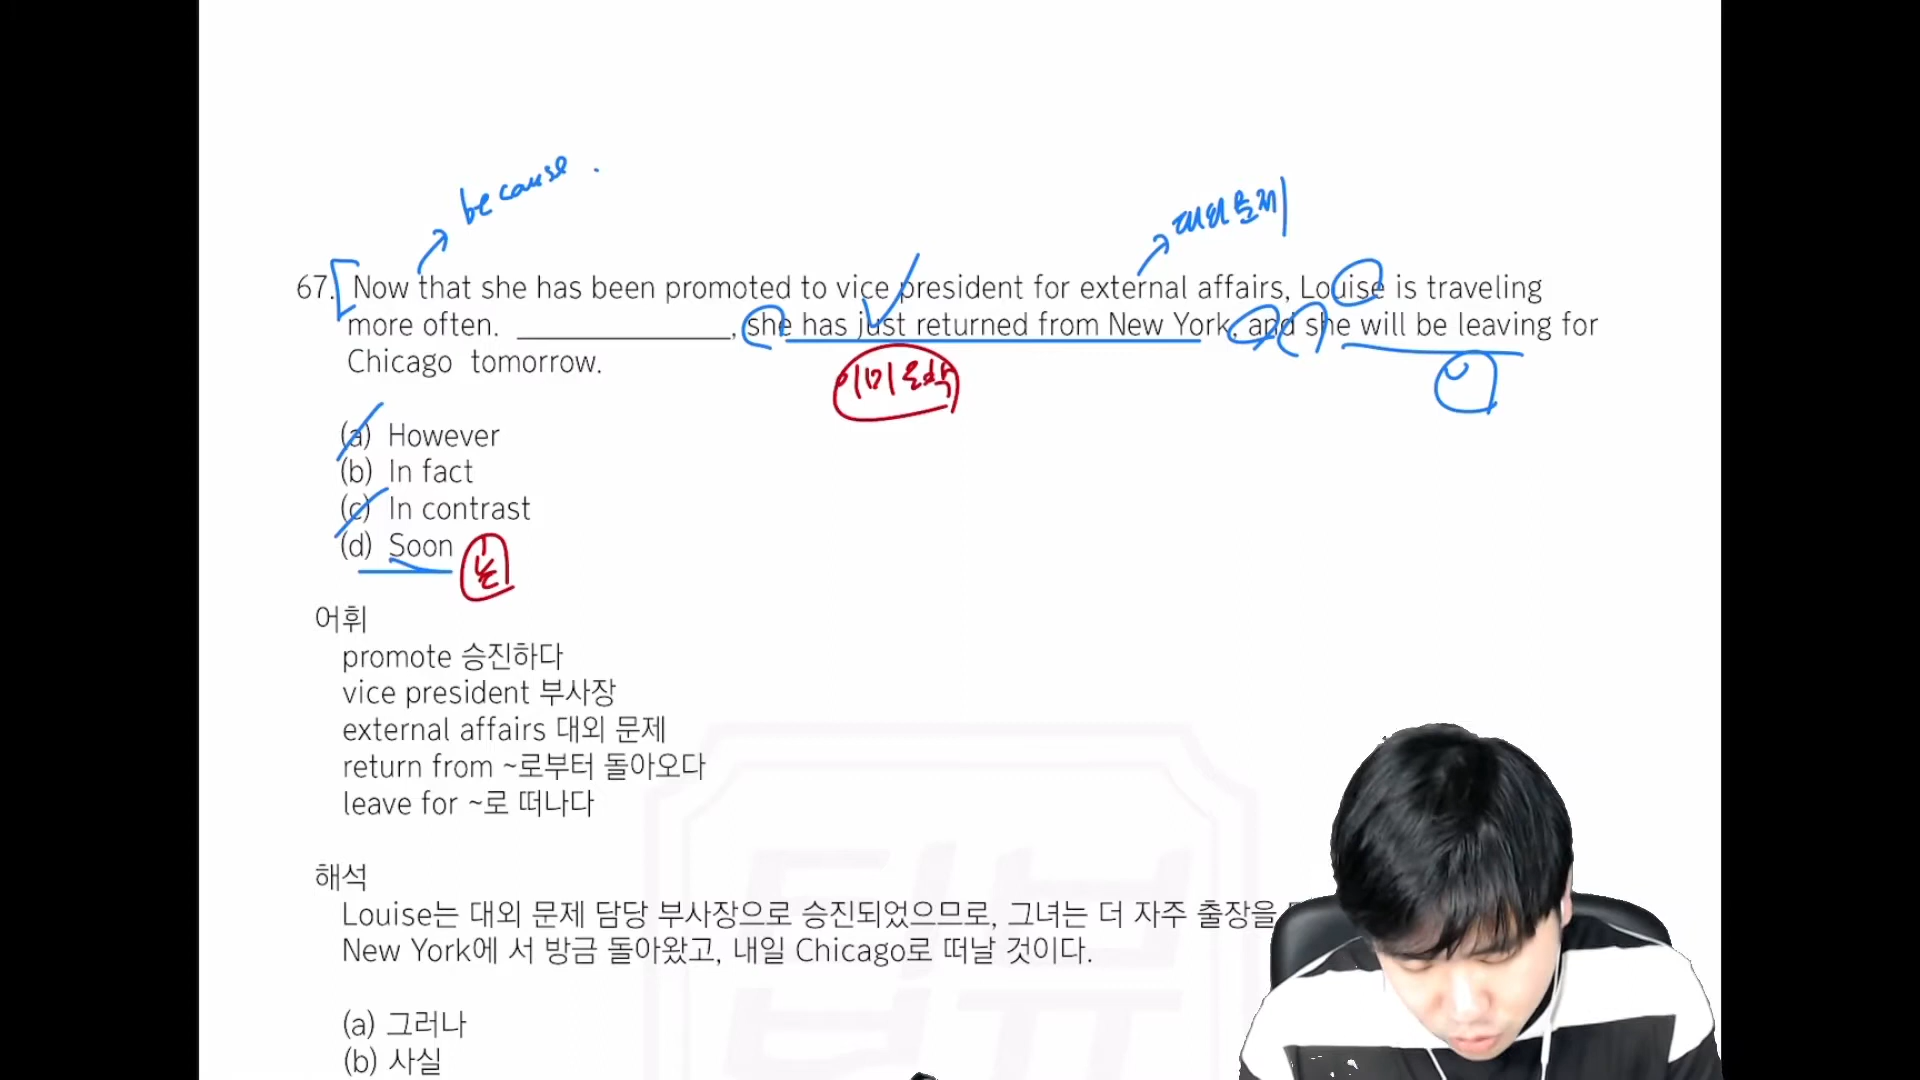 because .
대외문제
67. Now that she has been promoted to vice president for external affairs, Louise is traveling
more often. _______________, she has just returned from New York, and she will be leaving for
Chicago tomorrow.
(a) However
(b) In fact
(c) In contrast
(d) Soon
어휘
promote 승진하다
vice president 부사장
external affairs 대외 문제
return from ~로부터 돌아오다
leave for ~로 떠나다
해석
Louise는 대외 문제 담당 부사장으로 승진되었으므로, 그녀는 더 자주 출장을
New York에 서 방금 돌아왔고, 내일 Chicago로 떠날 것이다.
(a) 그러나
(b) 사실
텝뮤